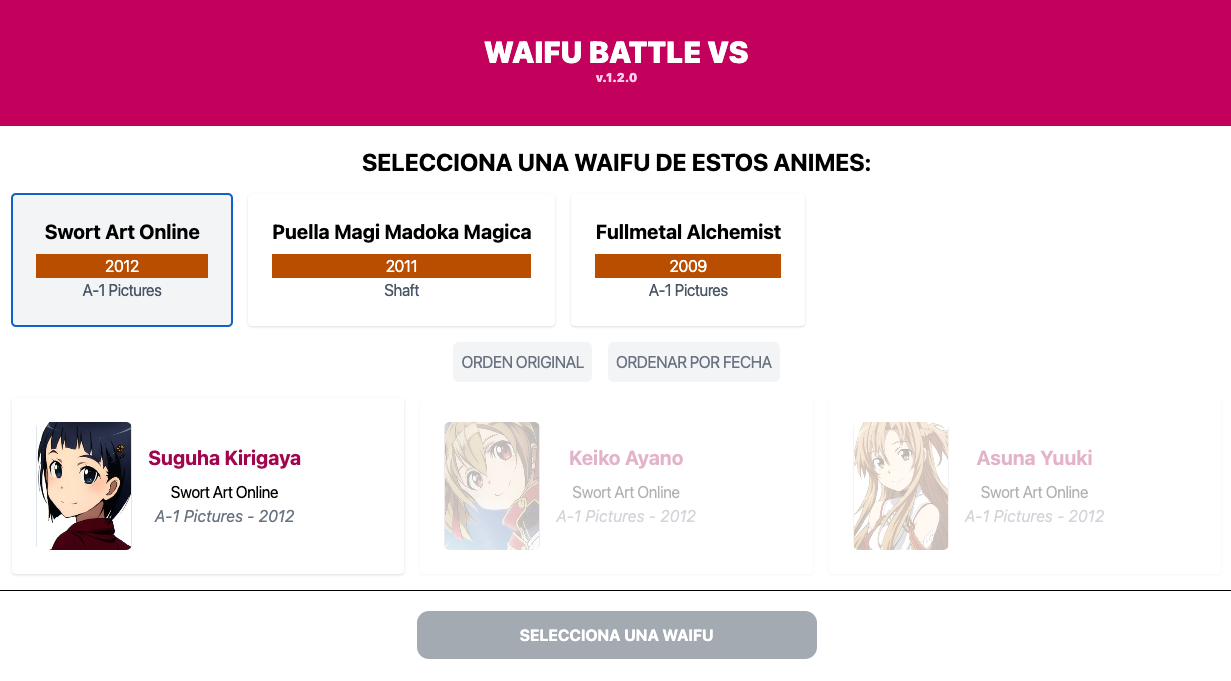 WAIFU BATTLE VS
v.1.2.0
SELECCIONA UNA WAIFU DE ESTOS ANIMES:
Swort Art Online
2012
A-1 Pictures
Puella Magi Madoka Magica
2011
Shaft
Fullmetal Alchemist
2009
A-1 Pictures
ORDEN ORIGINAL
ORDENAR POR FECHA
Suguha Kirigaya
Swort Art Online
A-1 Pictures - 2012
Keiko Ayano
Swort Art Online
A-1 Pictures - 2012
Asuna Yuuki
Swort Art Online
A-1 Pictures - 2012
SELECCIONA UNA WAIFU